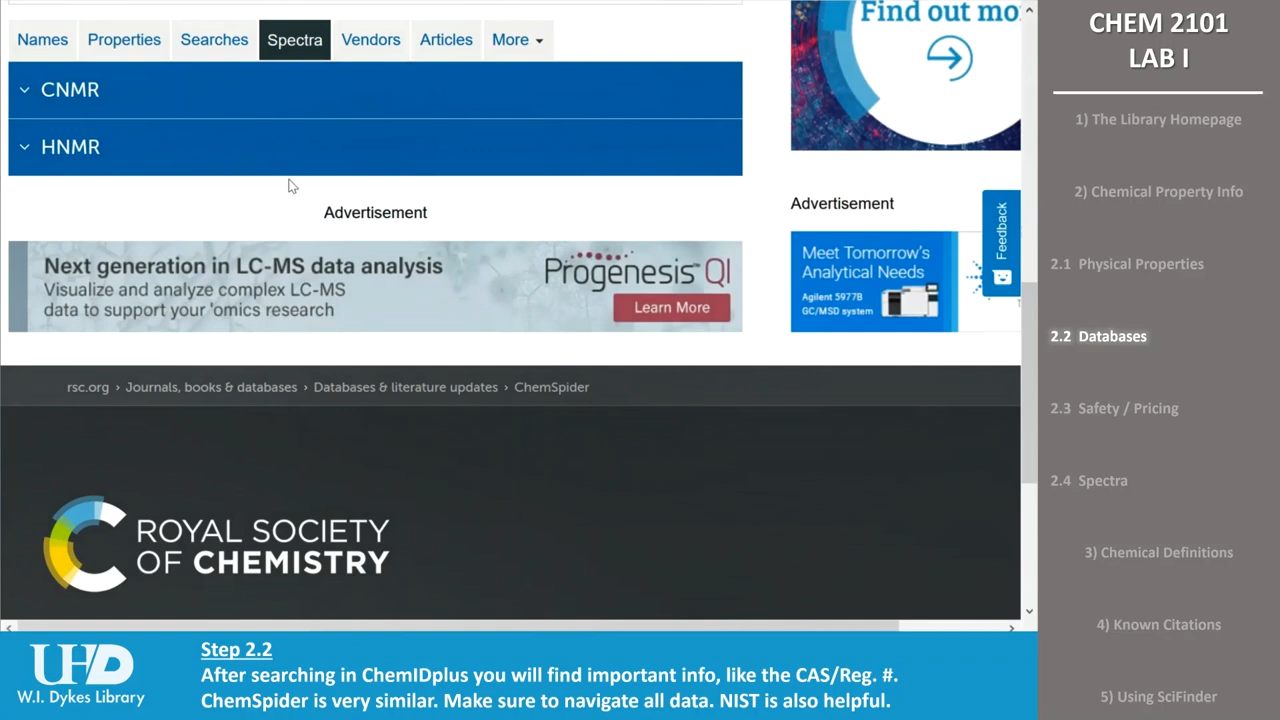 Names Properties Searches Spectra Vendors Articles More
CNMR
HNMR
Advertisement
Next generation in LC-MS data analysis
Visualize and analyze complex LC-MS
data to support your 'omics research
Progenesis™ QI
Learn More
Find out mo
Advertisement
Meet Tomorrow's
Analytical Needs
Agilent 5977B
GC/MSD system
Feedback
rsc.org › Journals, books & databases › Databases & literature updates › ChemSpider
ROYAL SOCIETY
OF CHEMISTRY
CHEM 2101
LAB I
1) The Library Homepage
2) Chemical Property Info
2.1 Physical Properties
2.2 Databases
2.3 Safety / Pricing
2.4 Spectra
3) Chemical Definitions
4) Known Citations
5) Using SciFinder
UHD
W.I. Dykes Library
Step 2.2
After searching in ChemIDplus you will find important info, like the CAS/Reg. #.
ChemSpider is very similar. Make sure to navigate all data. NIST is also helpful.